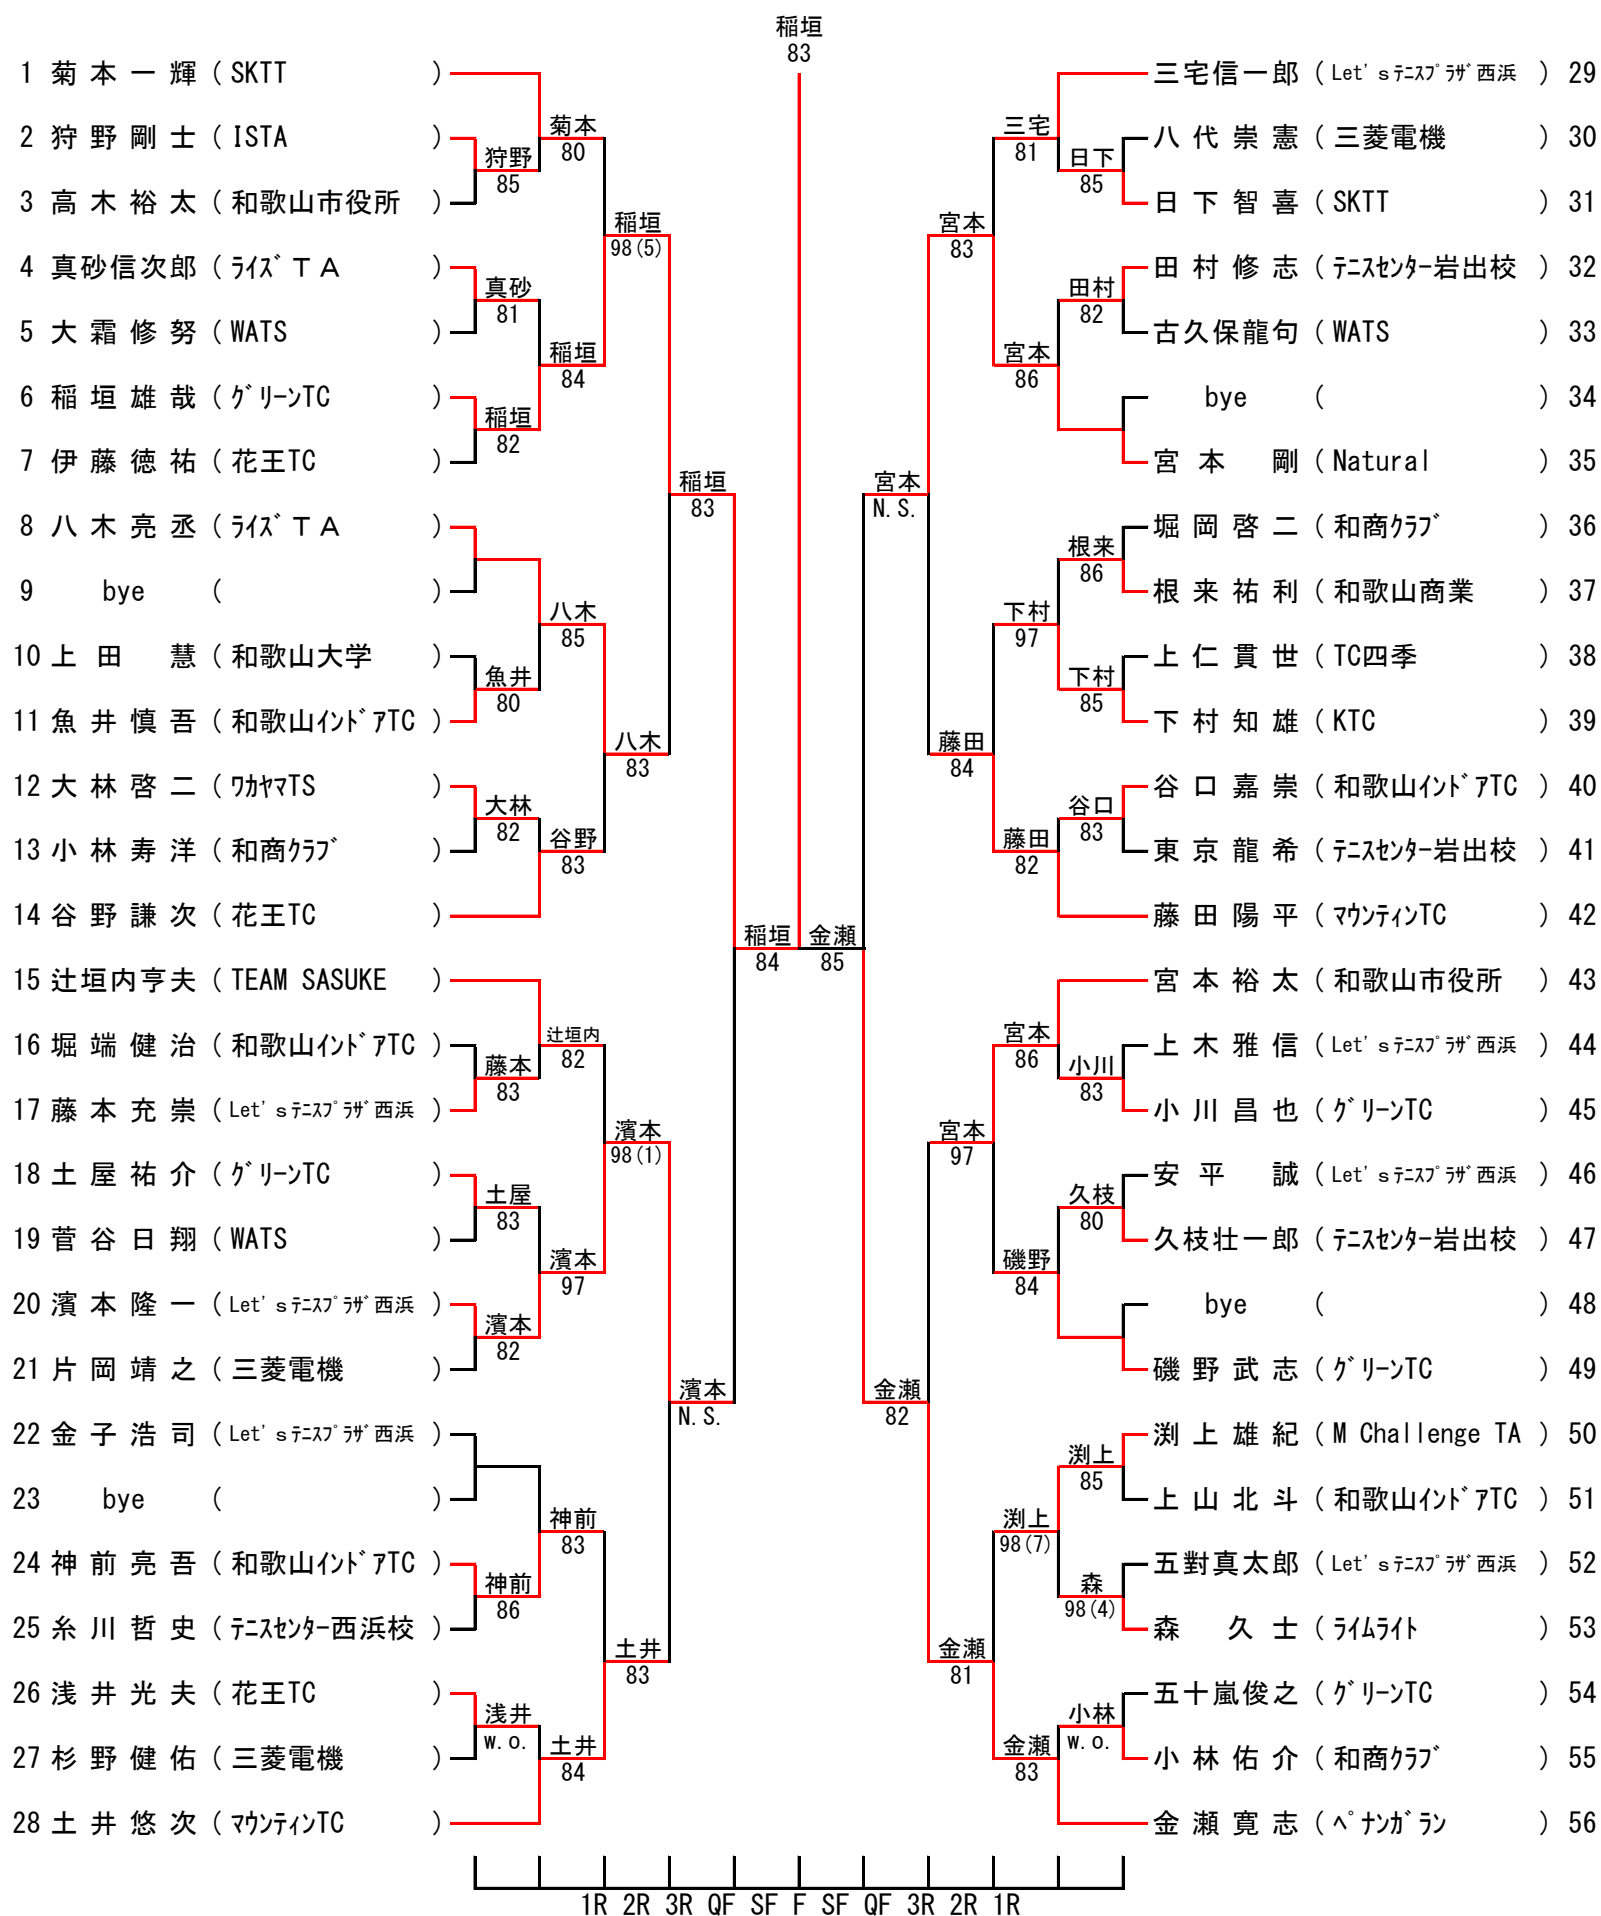 稲垣
83
1 菊本一輝 ( SKTT )
2 狩野剛士 ( ISTA )
3 高木裕太 ( 和歌山市役所 )
4 真砂信次郎 ( ﾗｲｽﾞＴＡ )
5 大霜修努 ( WATS )
6 稲垣雄哉 ( ｸﾞﾘｰﾝTC )
7 伊藤徳祐 ( 花王TC )
8 八木亮丞 ( ﾗｲｽﾞＴＡ )
9 bye ( )
10 上田 慧 ( 和歌山大学 )
11 魚井慎吾 ( 和歌山ｲﾝﾄﾞｱTC )
12 大林啓二 ( ﾜｶﾔﾏTS )
13 小林寿洋 ( 和商ｸﾗﾌﾞ )
14 谷野謙次 ( 花王TC )
15 辻垣内亨夫 ( TEAM SASUKE )
16 堀端健治 ( 和歌山ｲﾝﾄﾞｱTC )
17 藤本充崇 ( Let'sﾃﾆｽﾌﾟﾗｻﾞ西浜 )
18 土屋祐介 ( ｸﾞﾘｰﾝTC )
19 菅谷日翔 ( WATS )
20 濱本隆一 ( Let'sﾃﾆｽﾌﾟﾗｻﾞ西浜 )
21 片岡靖之 ( 三菱電機 )
22 金子浩司 ( Let'sﾃﾆｽﾌﾟﾗｻﾞ西浜 )
23 bye ( )
24 神前亮吾 ( 和歌山ｲﾝﾄﾞｱTC )
25 糸川哲史 ( ﾃﾆｽｾﾝﾀｰ西浜校 )
26 浅井光夫 ( 花王TC )
27 杉野健佑 ( 三菱電機 )
28 土井悠次 ( ﾏｳﾝﾃｨﾝTC )
狩野
85
真砂
81
稲垣
82
魚井
80
大林
82
藤本
83
土屋
83
濱本
82
神前
86
浅井
w.o.
菊本
80
稲垣
84
八木
85
谷野
83
辻垣内
82
濱本
97
神前
83
土井
84
稲垣
98(5)
八木
83
濱本
98(1)
土井
83
稲垣
83
濱本
N.S.
稲垣
84
金瀬
85
宮本
N.S.
金瀬
82
宮本
83
藤田
84
宮本
97
金瀬
81
三宅
81
宮本
86
下村
97
藤田
82
宮本
86
磯野
84
渕上
98(7)
金瀬
83
日下
85
田村
82
根来
86
下村
85
谷口
83
小川
83
久枝
80
渕上
85
森
98(4)
小林
w.o.
三宅信一郎 ( Let'sﾃﾆｽﾌﾟﾗｻﾞ西浜 ) 29
八代崇憲 ( 三菱電機 ) 30
日下智喜 ( SKTT ) 31
田村修志 ( ﾃﾆｽｾﾝﾀｰ岩出校 ) 32
古久保龍句 ( WATS ) 33
bye ( ) 34
宮本 剛 ( Natural ) 35
堀岡啓二 ( 和商ｸﾗﾌﾞ ) 36
根来祐利 ( 和歌山商業 ) 37
上仁貫世 ( TC四季 ) 38
下村知雄 ( KTC ) 39
谷口嘉崇 ( 和歌山ｲﾝﾄﾞｱTC ) 40
東京龍希 ( ﾃﾆｽｾﾝﾀｰ岩出校 ) 41
藤田陽平 ( ﾏｳﾝﾃｨﾝTC ) 42
宮本裕太 ( 和歌山市役所 ) 43
上木雅信 ( Let'sﾃﾆｽﾌﾟﾗｻﾞ西浜 ) 44
小川昌也 ( ｸﾞﾘｰﾝTC ) 45
安平 誠 ( Let'sﾃﾆｽﾌﾟﾗｻﾞ西浜 ) 46
久枝壮一郎 ( ﾃﾆｽｾﾝﾀｰ岩出校 ) 47
bye ( ) 48
磯野武志 ( ｸﾞﾘｰﾝTC ) 49
渕上雄紀 ( M Challenge TA ) 50
上山北斗 ( 和歌山ｲﾝﾄﾞｱTC ) 51
五對真太郎 ( Let'sﾃﾆｽﾌﾟﾗｻﾞ西浜 ) 52
森 久士 ( ﾗｲﾑﾗｲﾄ ) 53
五十嵐俊之 ( ｸﾞﾘｰﾝTC ) 54
小林佑介 ( 和商ｸﾗﾌﾞ ) 55
金瀬寛志 ( ﾍﾟﾅﾝｶﾞﾗﾝ ) 56
1R 2R 3R QF SF F SF QF 3R 2R 1R